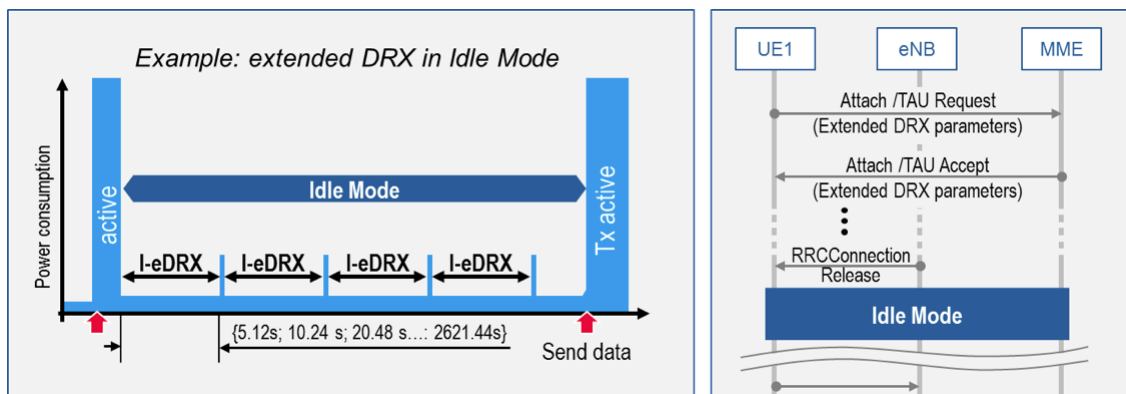 Example: extended DRX in Idle Mode
Power consumption
active
Idle Mode
Tx active
I-eDRX I-eDRX I-eDRX I-eDRX
{5.12s; 10.24 s; 20.48 s...: 2621.44s}
Send data
UE1 eNB MME
Attach /TAU Request
(Extended DRX parameters)
Attach /TAU Accept
(Extended DRX parameters)
RRCConnection
Release
Idle Mode